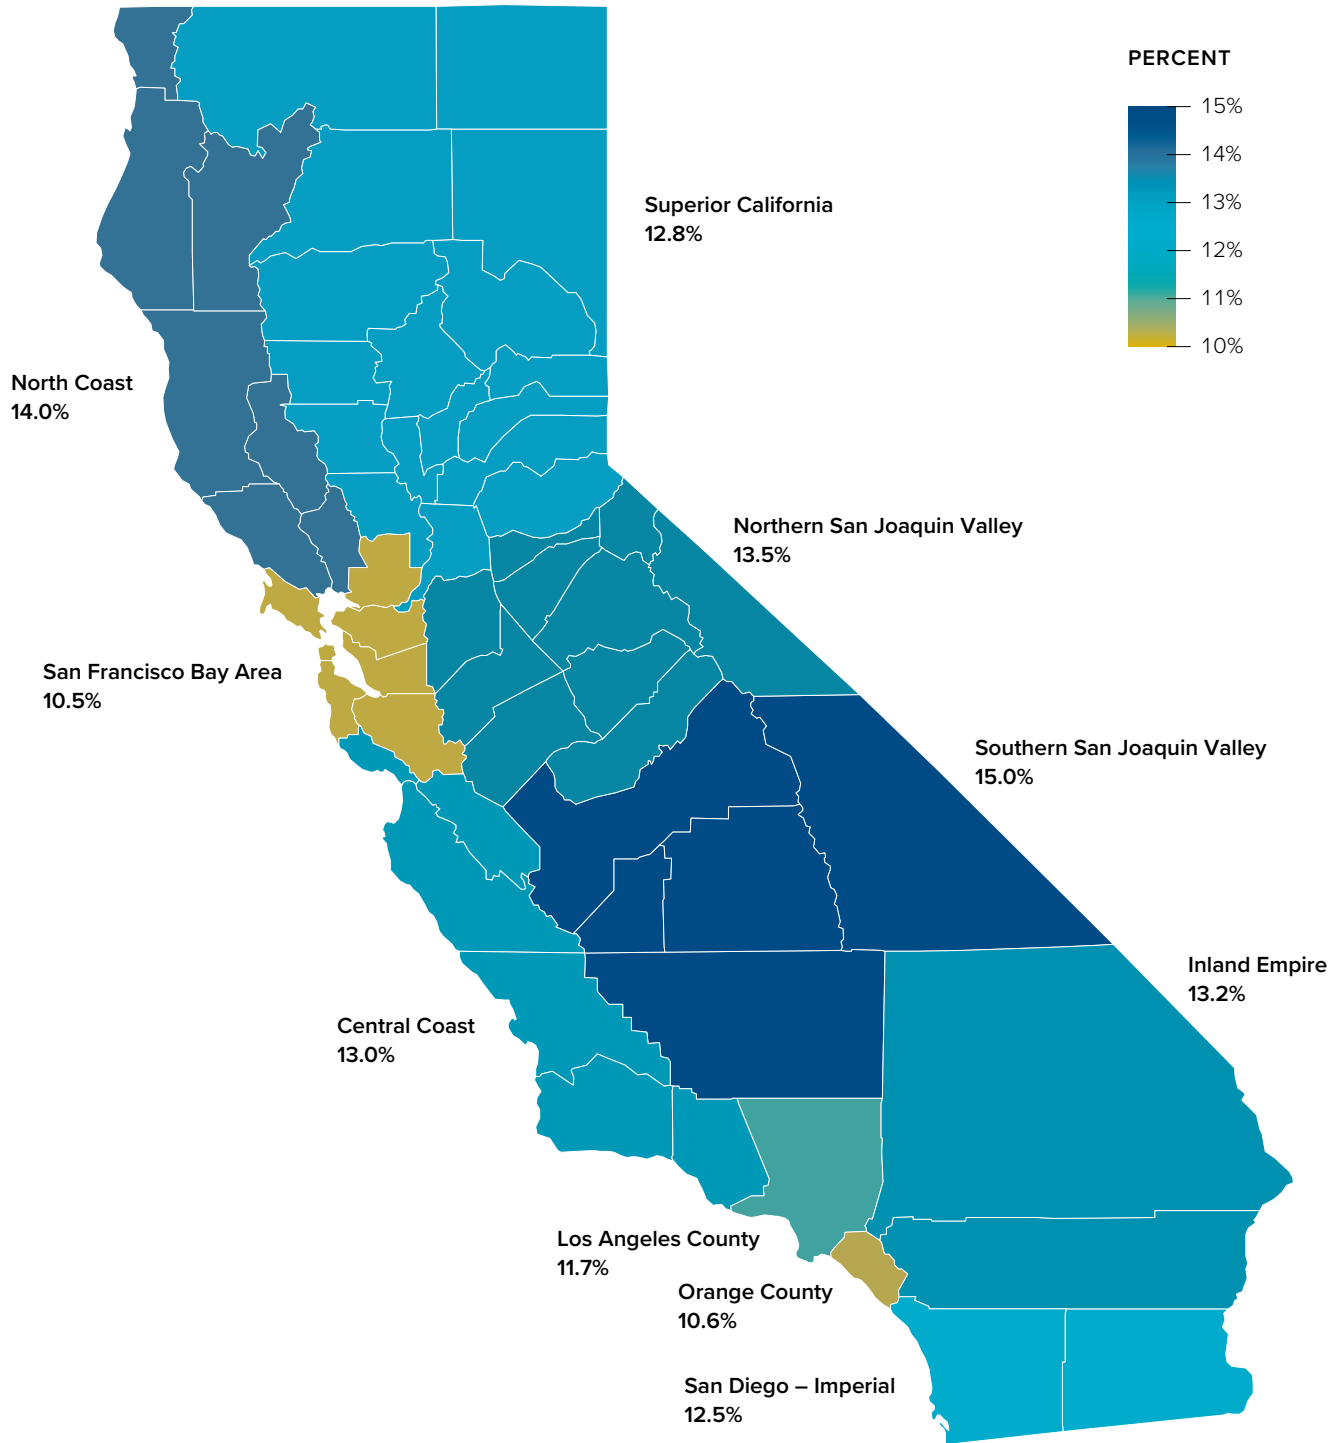 PERCENT
15%
14%
13%
12%
11%
10%
Superior California
12.8%
North Coast
14.0%
Northern San Joaquin Valley
13.5%
San Francisco Bay Area
10.5%
Southern San Joaquin Valley
15.0%
Inland Empire
13.2%
Central Coast
13.0%
Los Angeles County
11.7%
Orange County
10.6%
San Diego – Imperial
12.5%